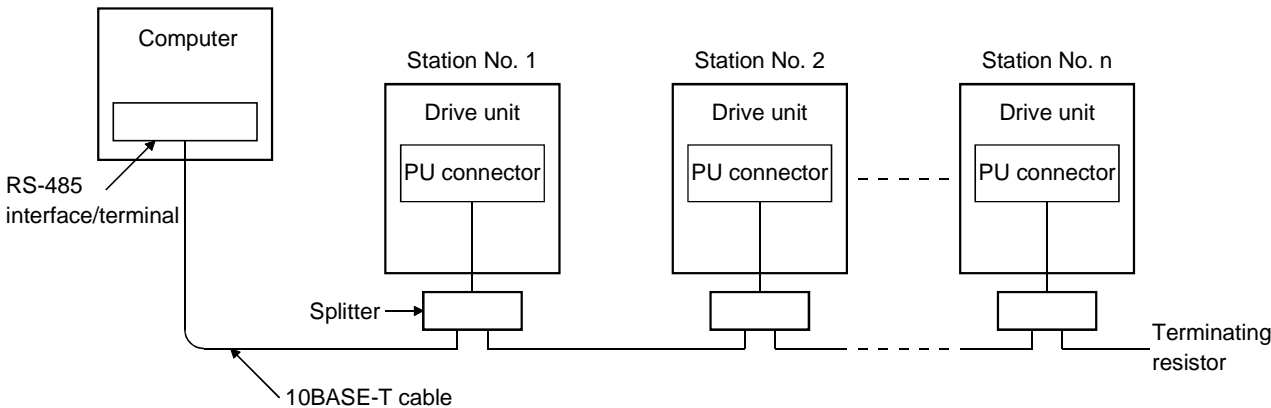 Computer
Station No. 1
Station No. 2
Station No. n
Drive unit
Drive unit
Drive unit
PU connector
PU connector
PU connector
RS-485
interface/terminal
Splitter
Terminating
resistor
10BASE-T cable